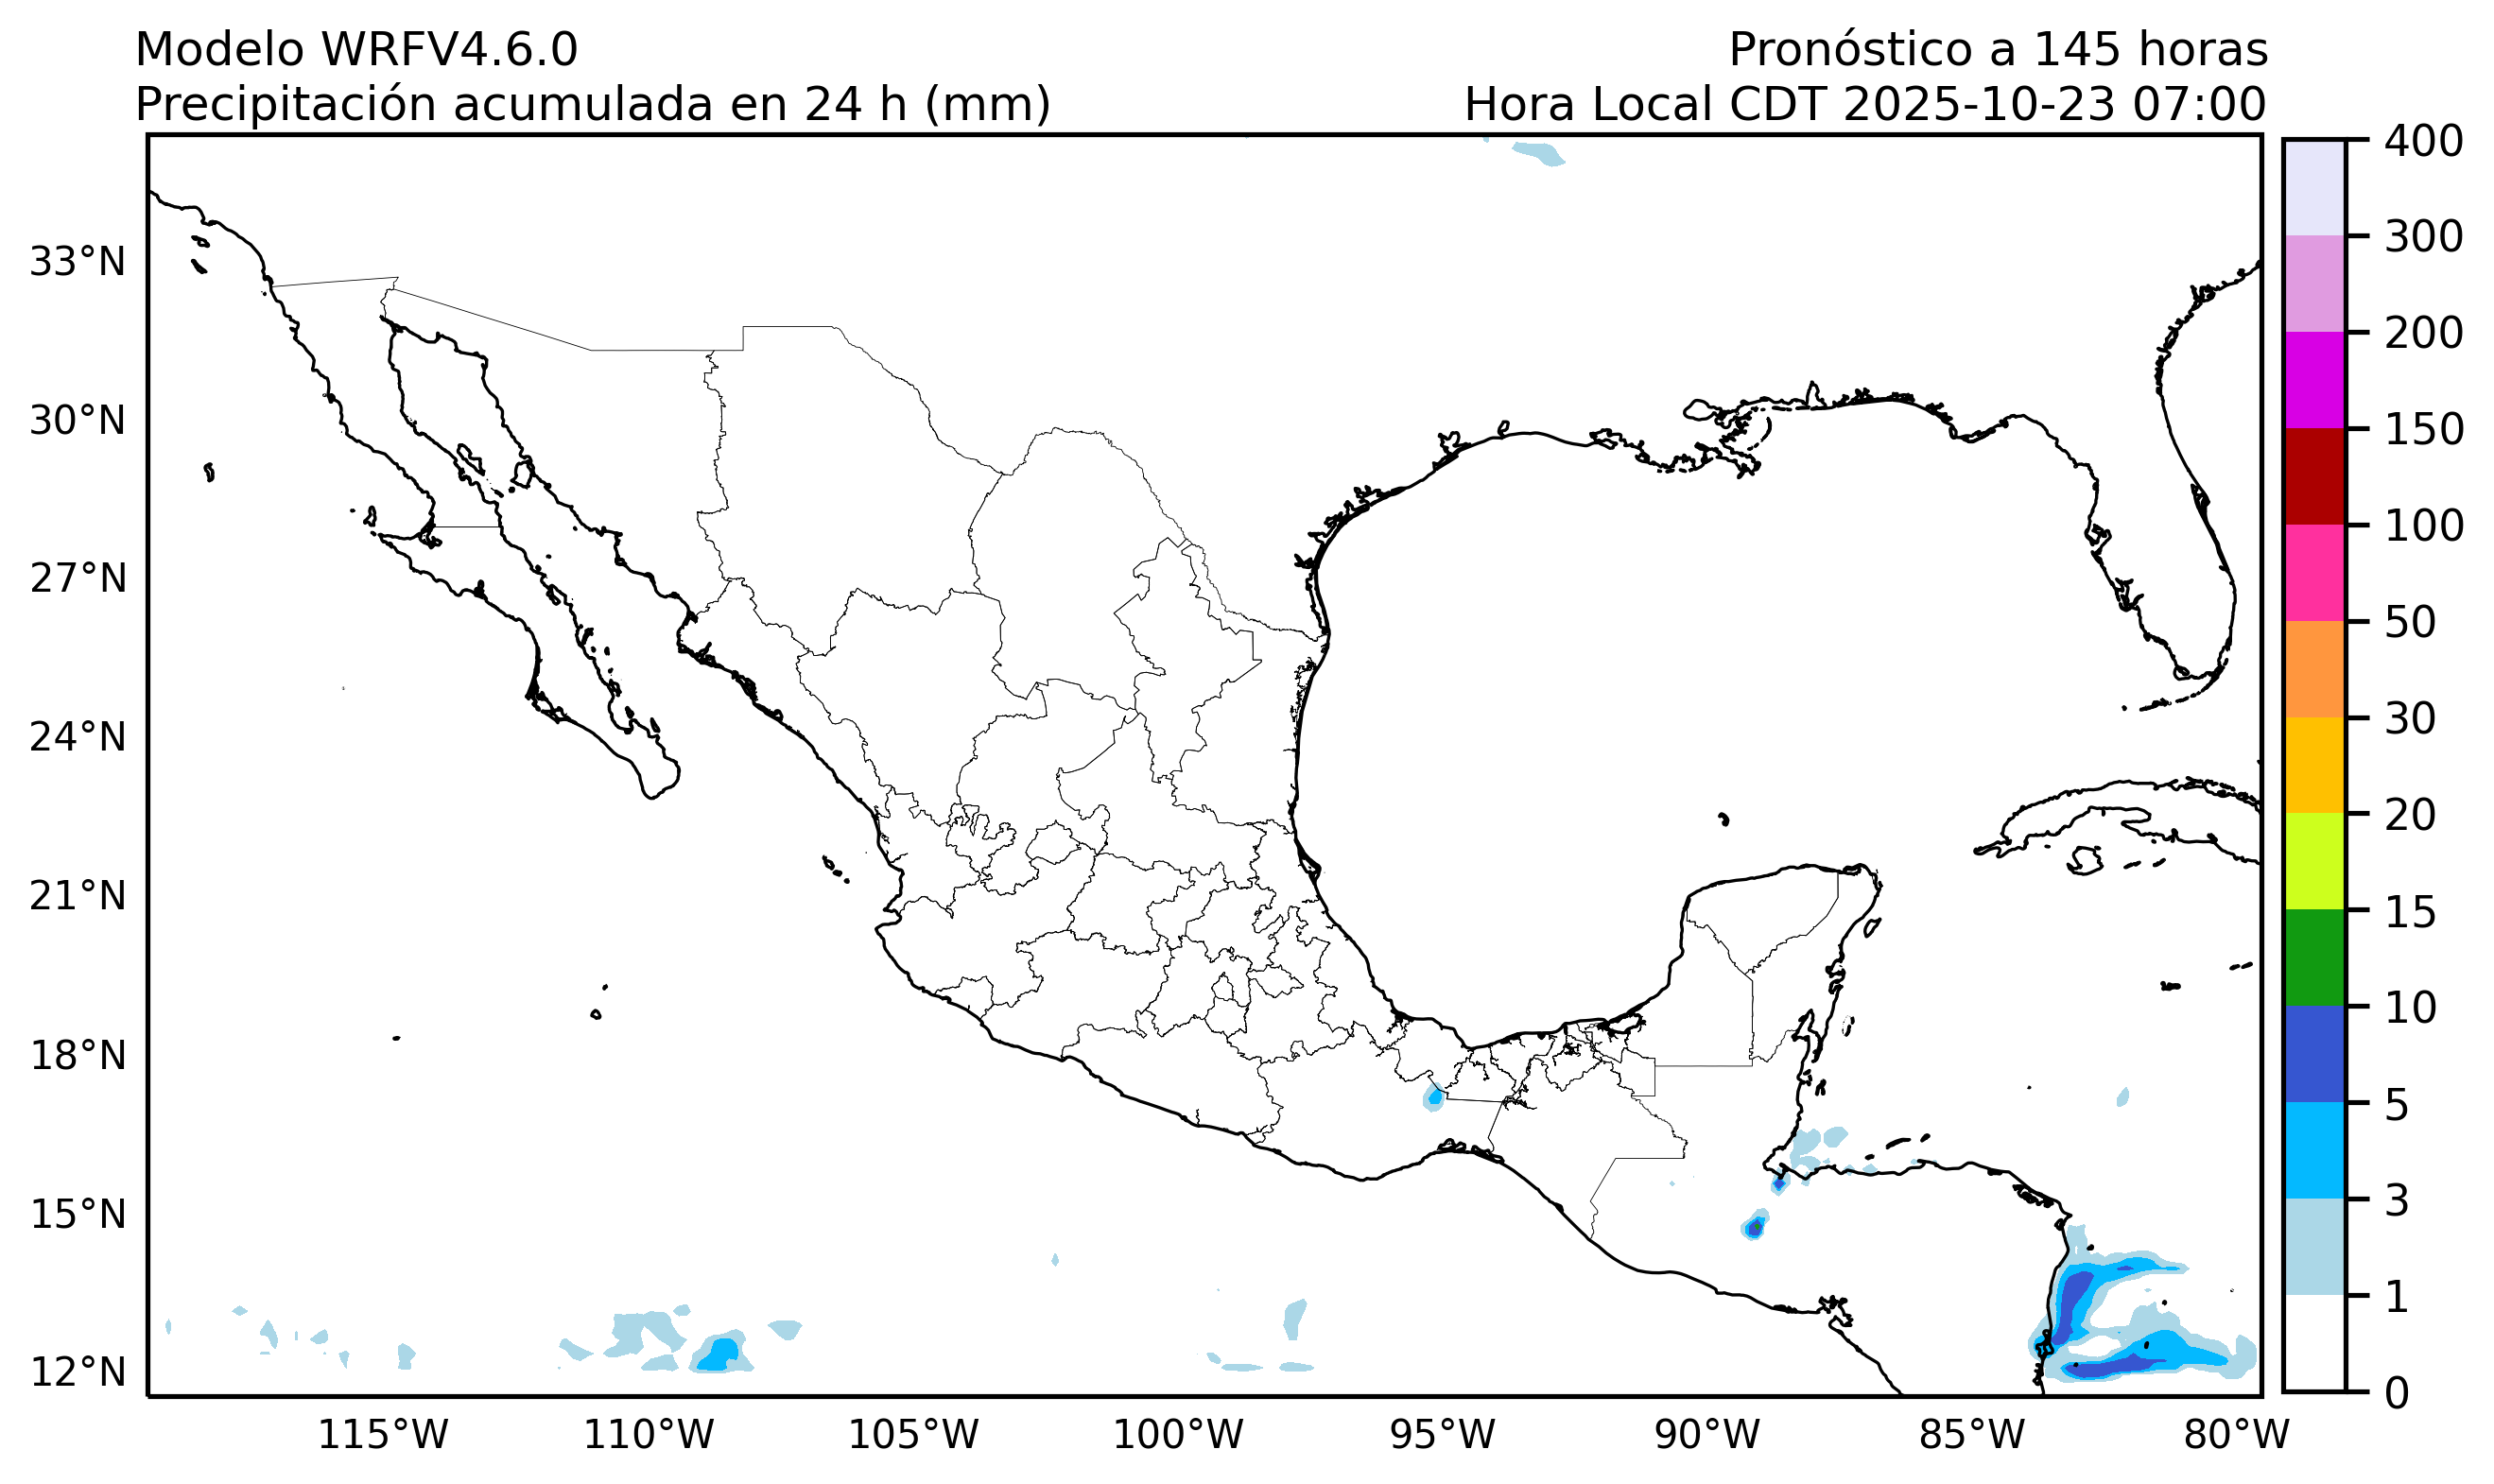 Modelo WRFV4.6.0
Pronóstico a 145 horas
Precipitación acumulada en 24 h (mm)
Hora Local CDT 2025-10-23 07:00
33°N
30°N
27°N
24°N
21°N
18°N
15°N
12°N
115°W
110°W
105°W
100°W
95°W
90°W
85°W
80°W
400
300
200
150
100
50
30
20
15
10
5
3
1
0